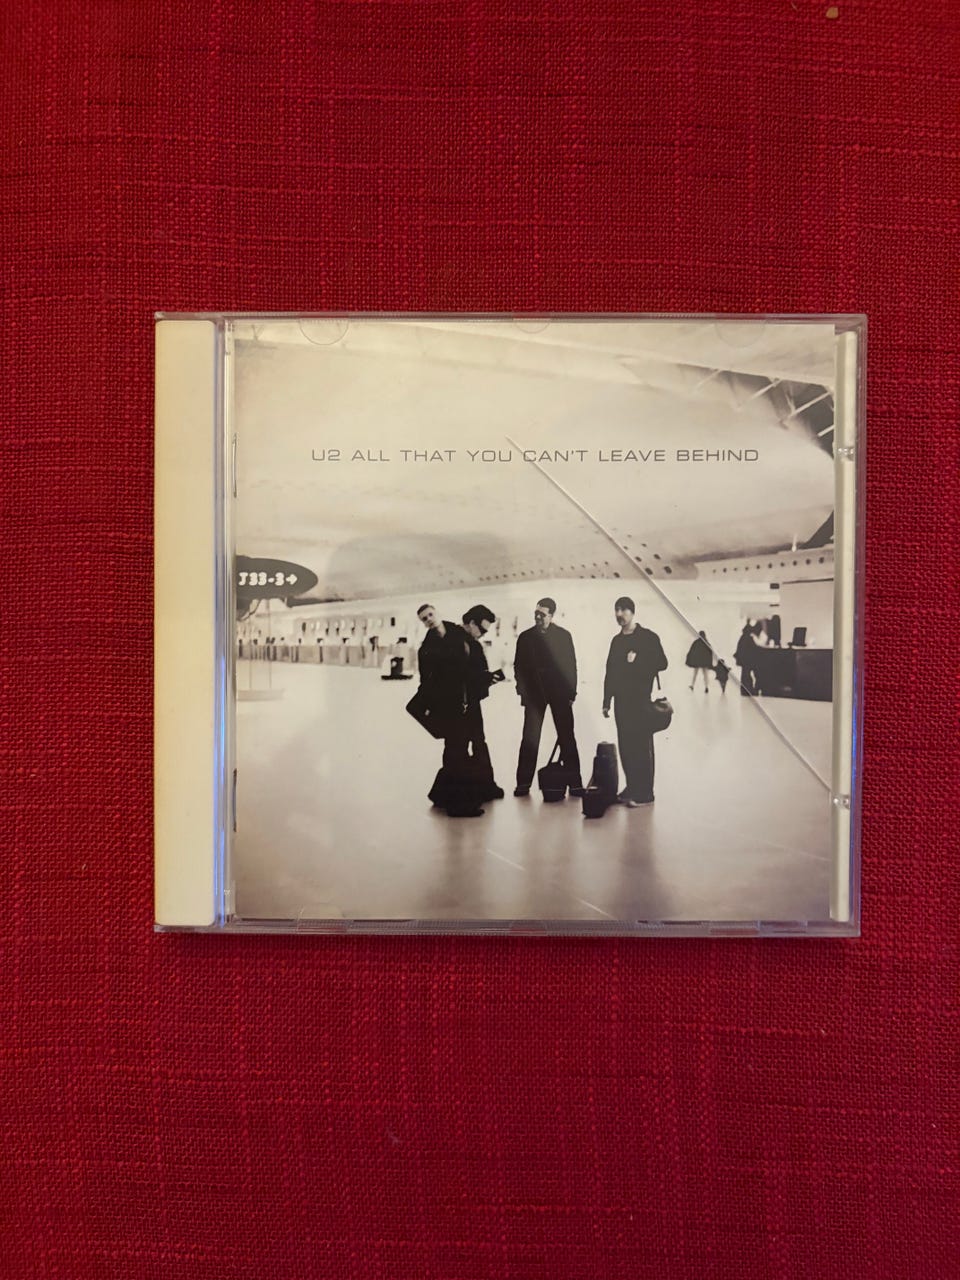 U2 ALL THAT YOU CAN'T LEAVE BEHIND
J33-3→